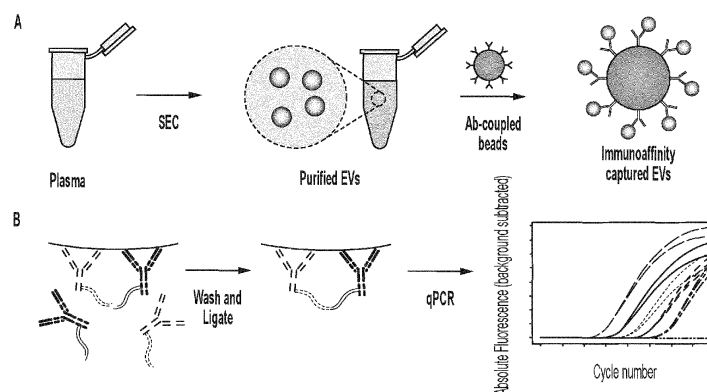 A
SEC
Ab-coupled
beads
Plasma
Purified EVs
Immunoaffinity
captured EVs
B
Wash and
Ligate
qPCR
Absolute Fluorescence (background subtracted)
Cycle number